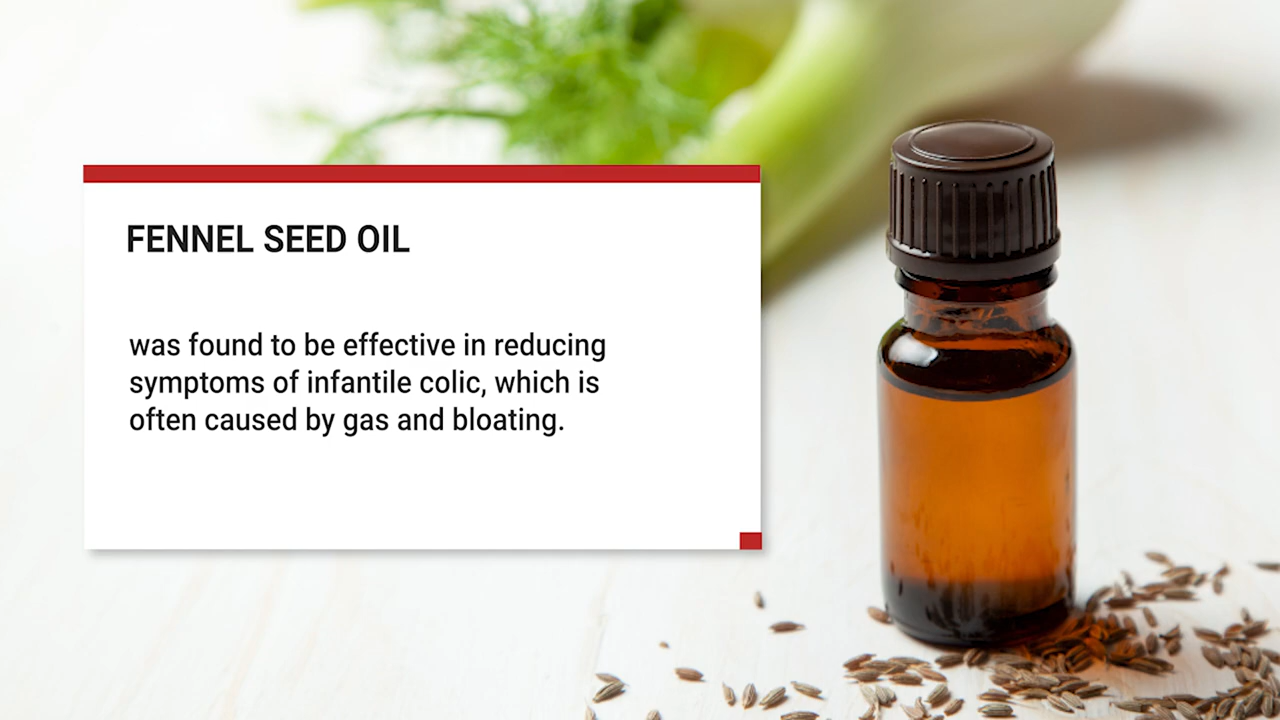 FENNEL SEED OIL
was found to be effective in reducing
symptoms of infantile colic, which is
often caused by gas and bloating.